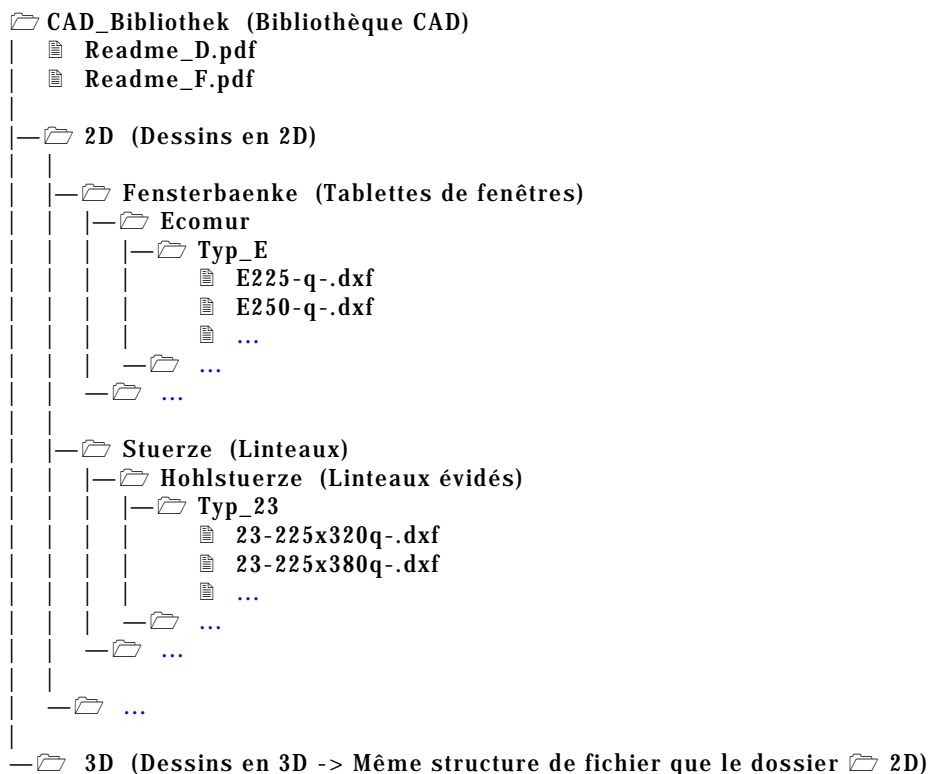 CAD_Bibliothek (Bibliothèque CAD)
Readme_D.pdf
Readme_F.pdf
2D (Dessins en 2D)
Fensterbaenke (Tablettes de fenêtres)
Ecomur
Typ_E
E225-q-.dxf
E250-q-.dxf
...
...
...
Stuerze (Linteaux)
Hohlstuerze (Linteaux évidés)
Typ_23
23-225x320q-.dxf
23-225x380q-.dxf
...
...
...
...
3D (Dessins en 3D -> Même structure de fichier que le dossier 2D)